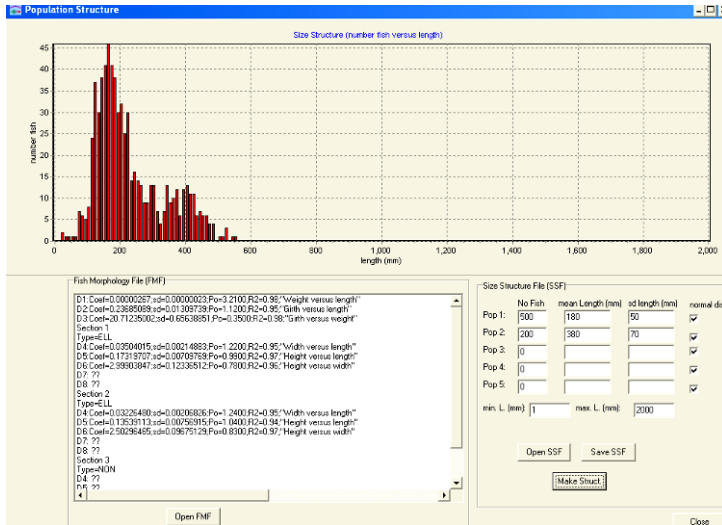 Population Structure
Size Structure (number fish versus length)
45
40
35
30
25
20
15
10
5
0
number fish
0 200 400 600 800 1,000 1,200 1,400 1,600 1,800 2,000
length (mm)
Fish Morphology File (FMF)
D1:Coef=0.00000267;sd=0.00000023;Po=3.2100,R2=0.98;"Weight versus length"
D2:Coef=0.23685089;sd=0.01309739;Po=1.1200,R2=0.95;"Girth versus length"
D3:Coef=20.71235002;sd=0.65638851;Po=0.3500;R2=0.98;"Girth versus weight"
Section 1
Type=ELL
D4:Coef=0.03504015;sd=0.00214883;Po=1.2200,R2=0.95;"Width versus length"
D5:Coef=0.17319707;sd=0.00709769;Po=0.9900,R2=0.97;"Height versus length"
D6:Coef=2.99903847;sd=0.12336512;Po=0.7800,R2=0.96;"Height versus width"
D7: ??
D8: ??
Section 2
Type=ELL
D4:Coef=0.03226480;sd=0.00206826;Po=1.2400,R2=0.95;"Width versus length"
D5:Coef=0.13539113;sd=0.00756915;Po=1.0400,R2=0.94;"Height versus length"
D6:Coef=2.50296465;sd=0.09675129;Po=0.8300,R2=0.97;"Height versus width"
D7: ??
D8: ??
Section 3
Type=NON
D4: ??
D5: ??
Open FMF
Size Structure File (SSF)
No Fish mean Length (mm) sd length (mm) normal dis
Pop 1: 500 180 50
Pop 2: 200 380 70
Pop 3: 0
Pop 4: 0
Pop 5: 0
min. L. (mm): 1 max. L. (mm): 2000
Open SSF Save SSF
Make Struct
Close